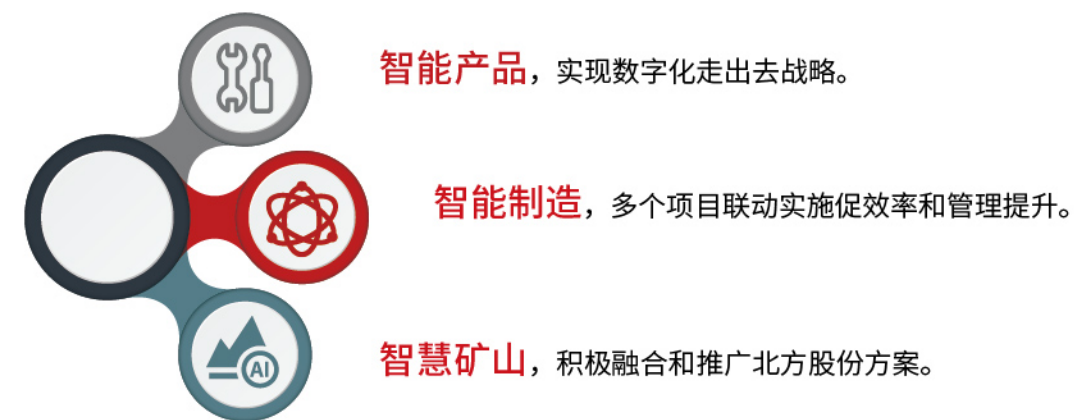 智能产品，实现数字化走出去战略。
智能制造，多个项目联动实施促效率和管理提升。
AI
智慧矿山，积极融合和推广北方股份方案。